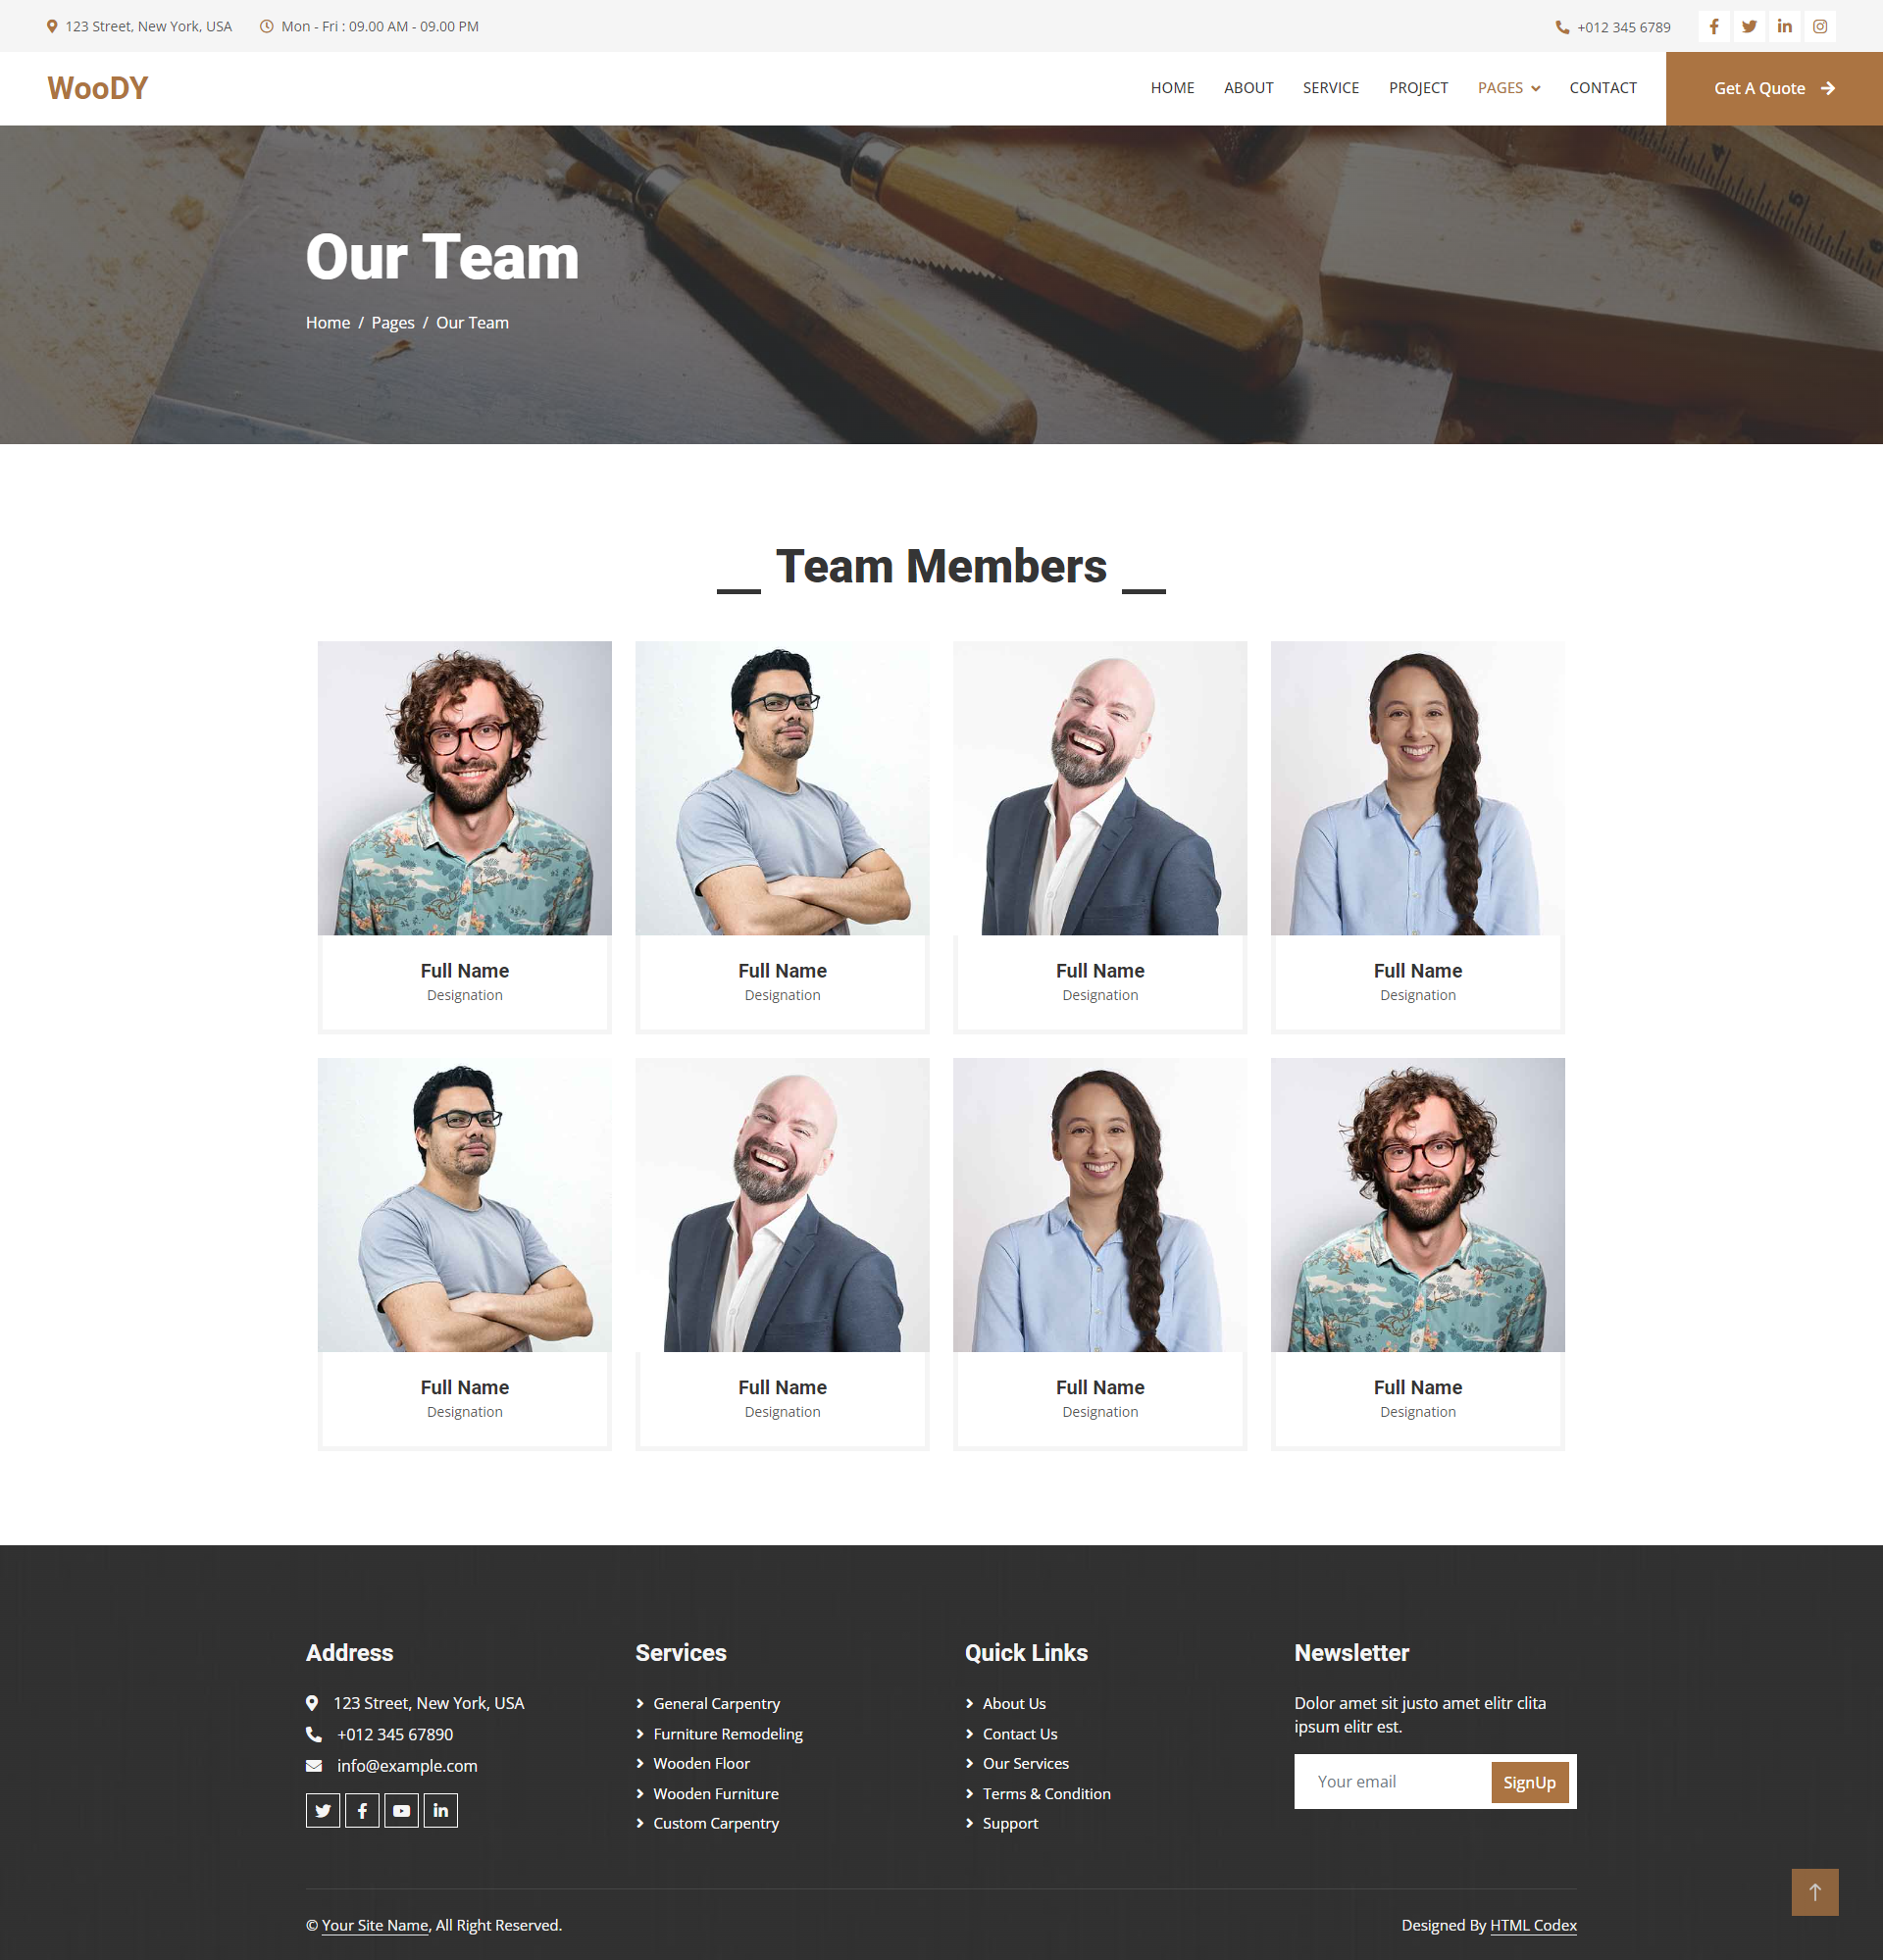 123 Street, New York, USA
Mon - Fri : 09.00 AM - 09.00 PM
+012 345 6789
WooDY
HOME
ABOUT
SERVICE
PROJECT
PAGES
CONTACT
Get A Quote
Our Team
Home / Pages / Our Team
Team Members
Full Name
Designation
Full Name
Designation
Full Name
Designation
Full Name
Designation
Full Name
Designation
Full Name
Designation
Full Name
Designation
Full Name
Designation
Address
123 Street, New York, USA
+012 345 67890
info@example.com
Services
General Carpentry
Furniture Remodeling
Wooden Floor
Wooden Furniture
Custom Carpentry
Quick Links
About Us
Contact Us
Our Services
Terms & Condition
Support
Newsletter
Dolor amet sit justo amet elitr clita
ipsum elitr est.
Your email
SignUp
© Your Site Name, All Right Reserved.
Designed By HTML Codex